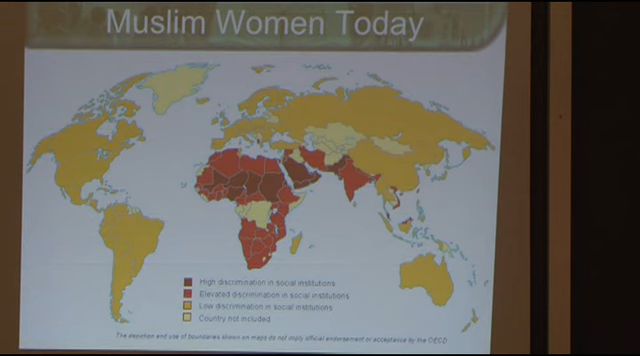 Muslim Women Today
High discrimination in social institutions
Elevated discrimination in social institutions
Low discrimination in social institutions
Country not included
The depiction and use of boundaries shown on maps do not imply official endorsement or acceptance by the OECD